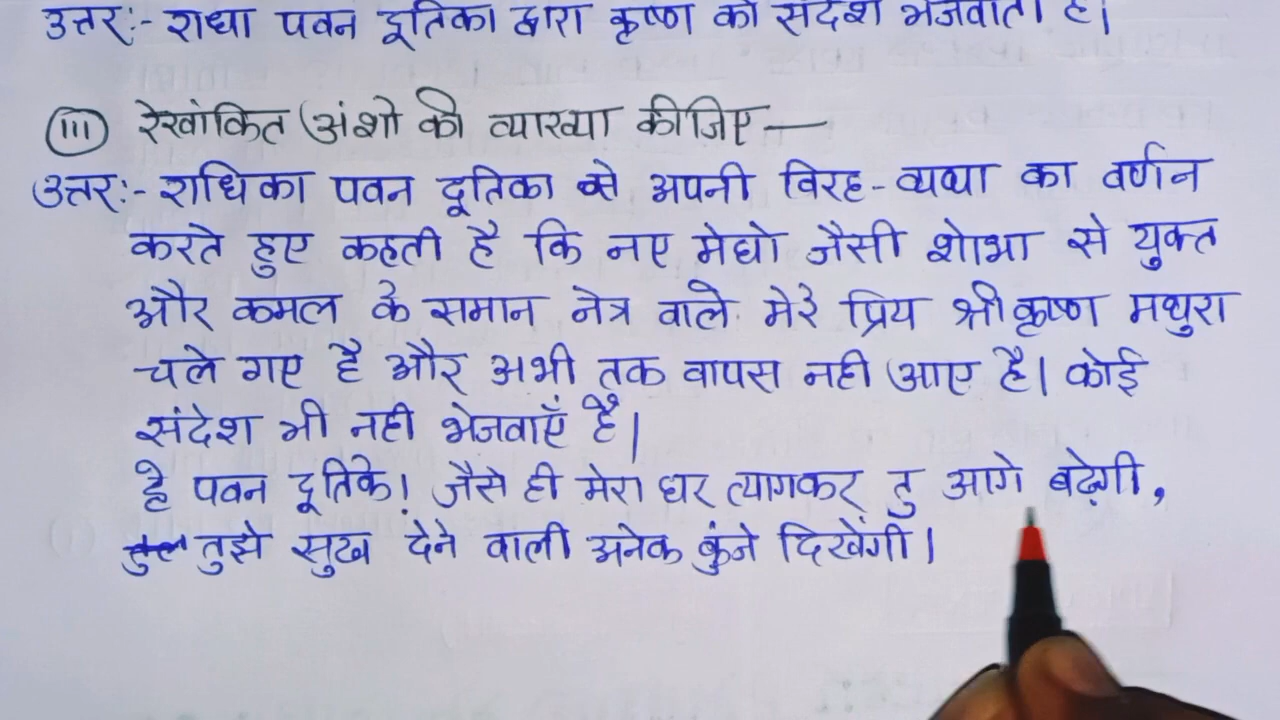 उत्तर:- राधा पवन दूतिका द्वारा कृष्ण को संदेश भेजवाती है।
(iii) रेखांकित अंशो की व्याख्या कीजिए—
उत्तर:- राधिका पवन दूतिका से अपनी विरह-व्यथा का वर्णन
करते हुए कहती है कि नए मेघो जैसी शोभा से युक्त
और कमल के समान नेत्र वाले मेरे प्रिय श्रीकृष्ण मथुरा
चले गए है और अभी तक वापस नही आए है। कोई
संदेश भी नही भेजवाएँ है।
हे पवन दूतिके! जैसे ही मेरा घर त्यागकर तु आगे बढ़ेगी,
तुझे सुख देने वाली अनेक कुंजे दिखेंगी।